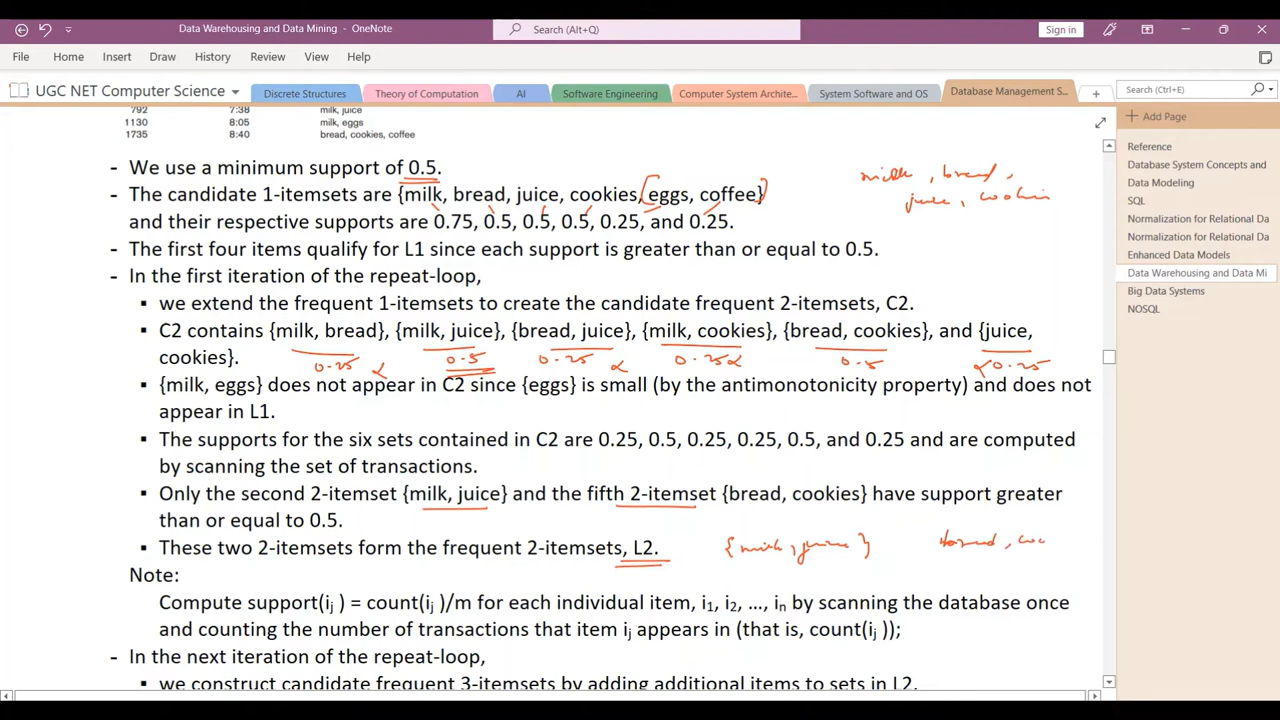 Data Warehousing and Data Mining - OneNote
Search (Alt+Q)
Sign in
File Home Insert Draw History Review View Help
UGC NET Computer Science
Discrete Structures
Theory of Computation
AI
Software Engineering
Computer System Archite...
System Software and OS
Database Management S...
Search (Ctrl+E)
Add Page
Reference
Database System Concepts and
Data Modeling
SQL
Normalization for Relational Da
Normalization for Relational Da
Enhanced Data Models
Data Warehousing and Data Mi
Big Data Systems
NOSQL
792 7:38 milk, juice
1130 8:05 milk, eggs
1735 8:40 bread, cookies, coffee
- We use a minimum support of 0.5.
milk, bread,
juice, cookies
- The candidate 1-itemsets are {milk, bread, juice, cookies, eggs, coffee}
and their respective supports are 0.75, 0.5, 0.5, 0.5, 0.25, and 0.25.
- The first four items qualify for L1 since each support is greater than or equal to 0.5.
- In the first iteration of the repeat-loop,
▪ we extend the frequent 1-itemsets to create the candidate frequent 2-itemsets, C2.
▪ C2 contains {milk, bread}, {milk, juice}, {bread, juice}, {milk, cookies}, {bread, cookies}, and {juice,
cookies}.
0.25 0.5 0.25 0.25 0.5 0.25
▪ {milk, eggs} does not appear in C2 since {eggs} is small (by the antimonotonicity property) and does not
appear in L1.
▪ The supports for the six sets contained in C2 are 0.25, 0.5, 0.25, 0.25, 0.5, and 0.25 and are computed
by scanning the set of transactions.
▪ Only the second 2-itemset {milk, juice} and the fifth 2-itemset {bread, cookies} have support greater
than or equal to 0.5.
▪ These two 2-itemsets form the frequent 2-itemsets, L2.
{milk, juice} bread, coo
Note:
Compute support(ij ) = count(ij )/m for each individual item, i1, i2, ..., in by scanning the database once
and counting the number of transactions that item ij appears in (that is, count(ij ));
- In the next iteration of the repeat-loop,
▪ we construct candidate frequent 3-itemsets by adding additional items to sets in L2.